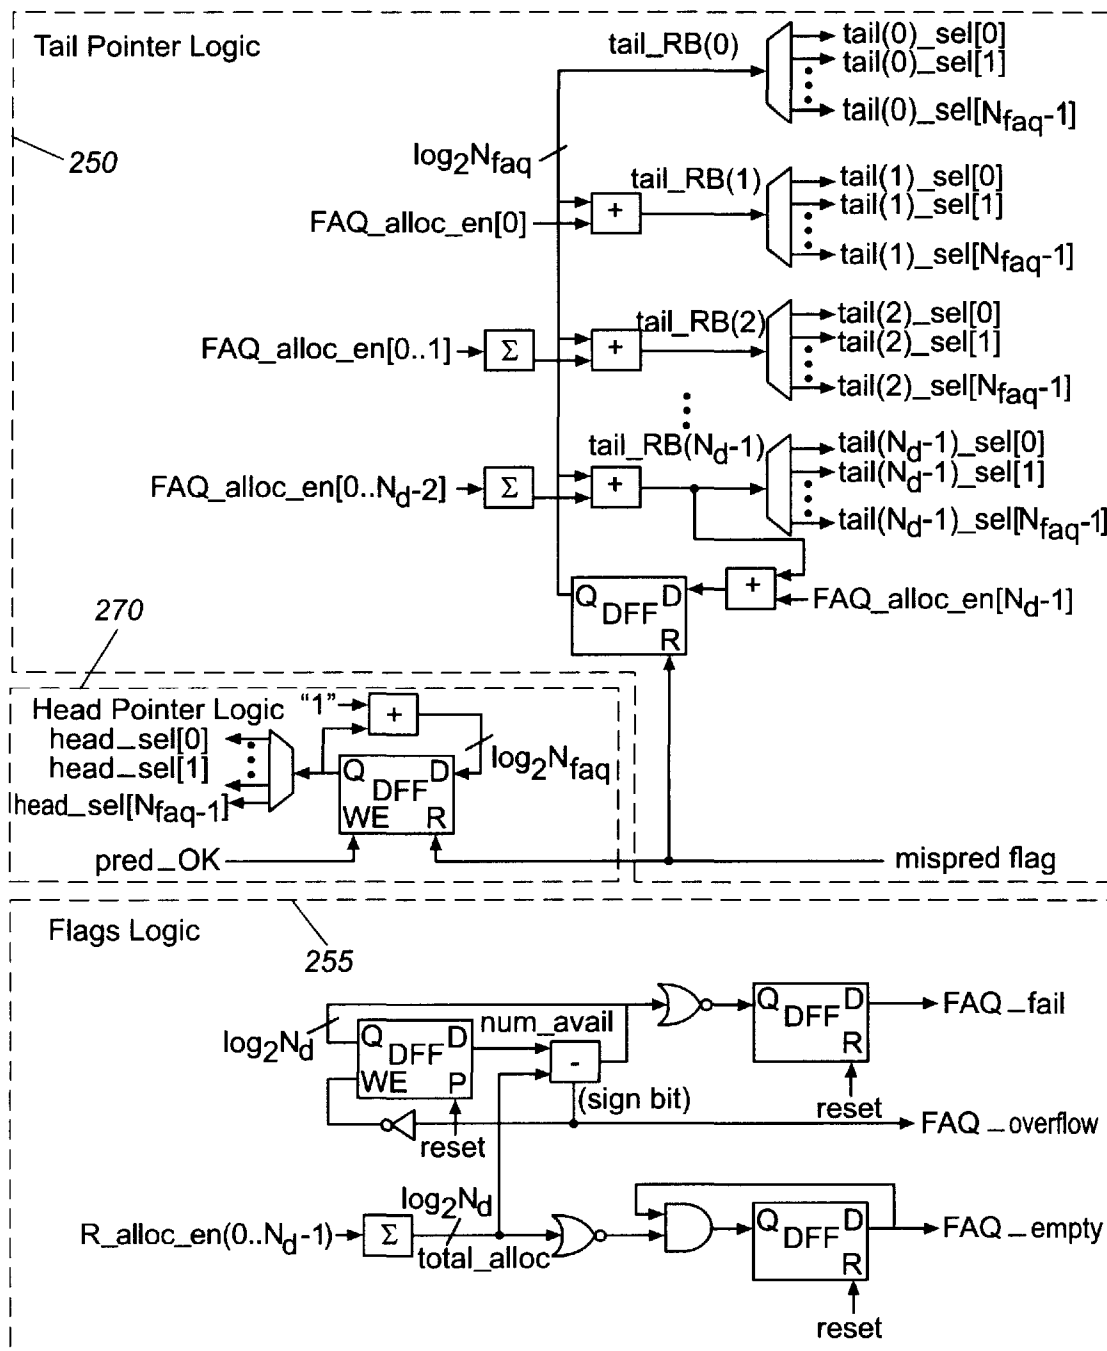 Tail Pointer Logic
tail_RB(0)
tail(0)_sel[0]
tail(0)_sel[1]
tail(0)_sel[Nfaq-1]
250
log2Nfaq
tail_RB(1)
tail(1)_sel[0]
tail(1)_sel[1]
tail(1)_sel[Nfaq-1]
FAQ_alloc_en[0]
+
tail_RB(2)
tail(2)_sel[0]
tail(2)_sel[1]
tail(2)_sel[Nfaq-1]
FAQ_alloc_en[0..1]
Σ
+
tail_RB(Nd-1)
tail(Nd-1)_sel[0]
tail(Nd-1)_sel[1]
tail(Nd-1)_sel[Nfaq-1]
FAQ_alloc_en[0..Nd-2]
Σ
+
Q DFF D
R
+
FAQ_alloc_en[Nd-1]
270
Head Pointer Logic
"1"
+
head_sel[0]
head_sel[1]
head_sel[Nfaq-1]
log2Nfaq
Q DFF D
WE R
pred_OK
mispred flag
Flags Logic
255
log2Nd
Q DFF D
WE P
reset
num_avail
-
(sign bit)
Q DFF D
R
reset
FAQ_fail
FAQ_overflow
R_alloc_en(0..Nd-1)
Σ
log2Nd
total_alloc
Q DFF D
R
reset
FAQ_empty